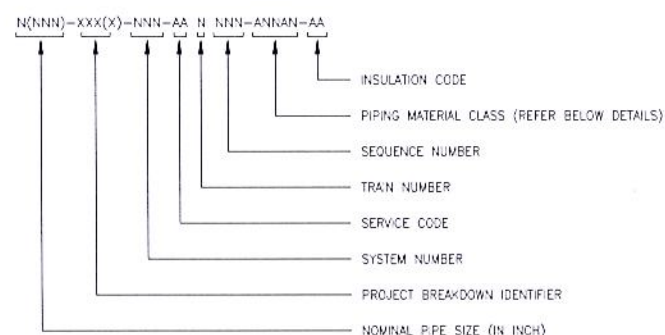 N(NNN)-XXX(X)-NNN-AA N NNN-ANNAN-AA
INSULATION CODE
PIPING MATERIAL CLASS (REFER BELOW DETAILS)
SEQUENCE NUMBER
TRAIN NUMBER
SERVICE CODE
SYSTEM NUMBER
PROJECT BREAKDOWN IDENTIFIER
NOMINAL PIPE SIZE (IN INCH)